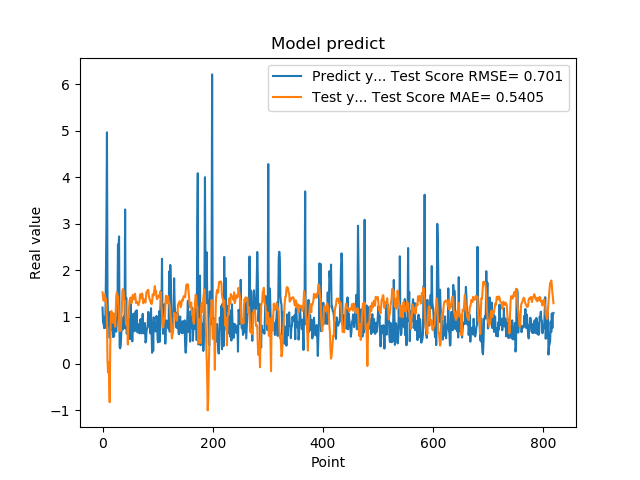 Model predict
Predict y... Test Score RMSE= 0.701
Test y... Test Score MAE= 0.5405
6
5
4
3
2
1
0
−1
Real value
0 200 400 600 800
Point